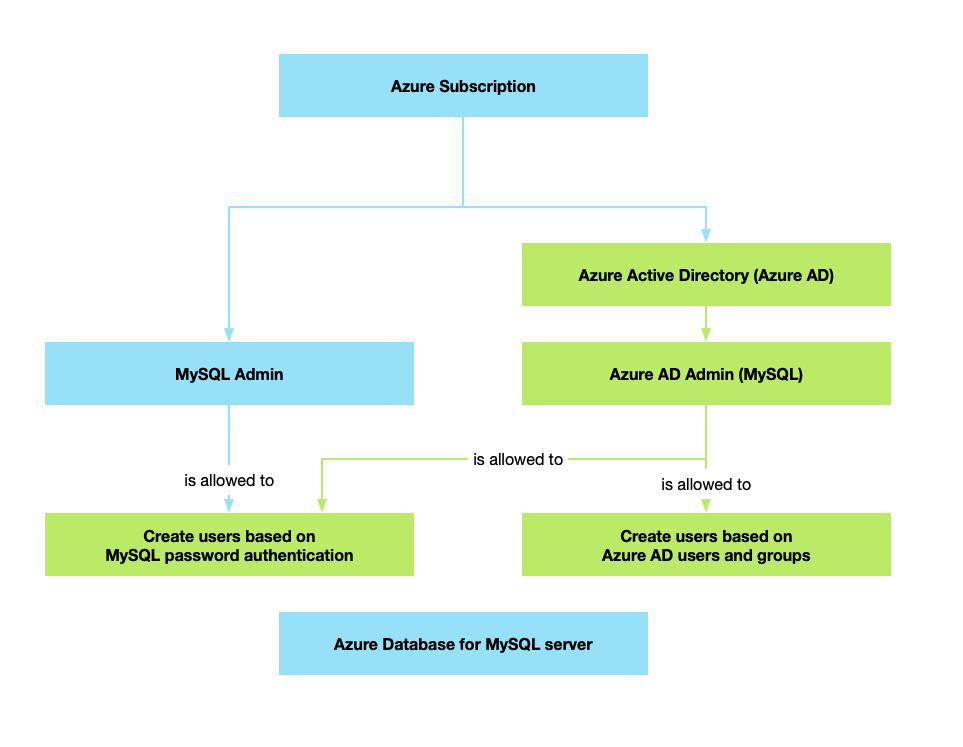 Azure Subscription
Azure Active Directory (Azure AD)
MySQL Admin
Azure AD Admin (MySQL)
is allowed to
is allowed to
is allowed to
Create users based on
MySQL password authentication
Create users based on
Azure AD users and groups
Azure Database for MySQL server